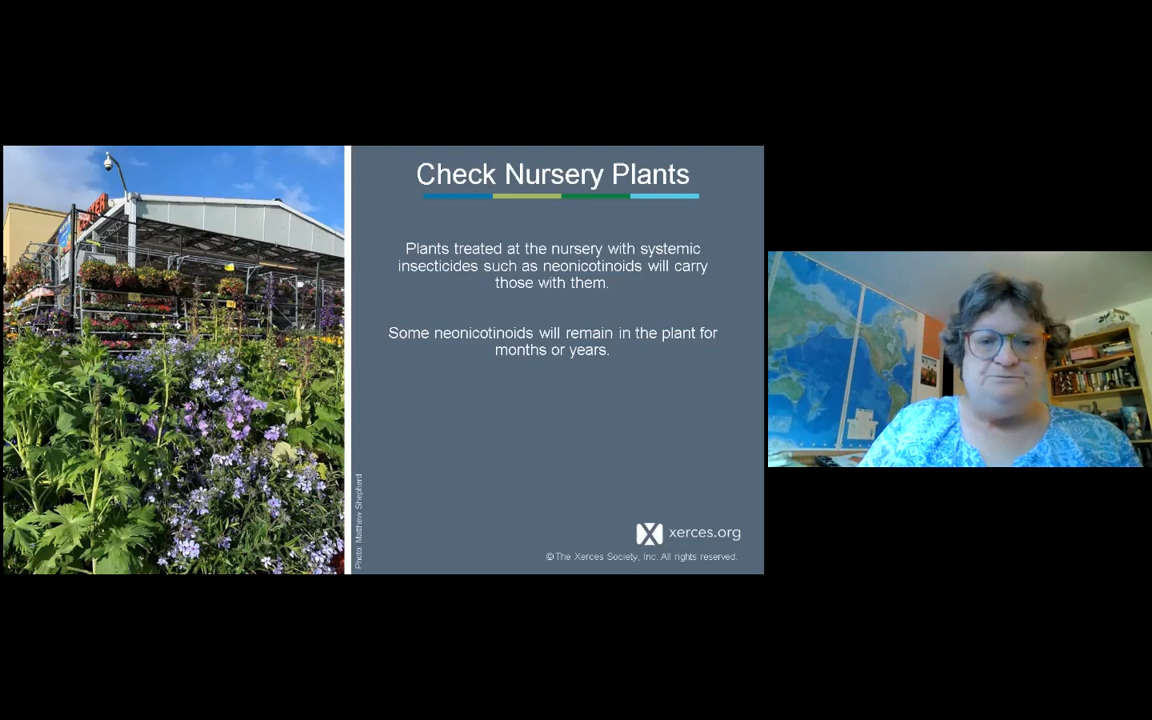 Check Nursery Plants
Plants treated at the nursery with systemic
insecticides such as neonicotinoids will carry
those with them.
Some neonicotinoids will remain in the plant for
months or years.
Photo: Matthew Shepherd
xerces.org
©The Xerces Society, Inc. All rights reserved.